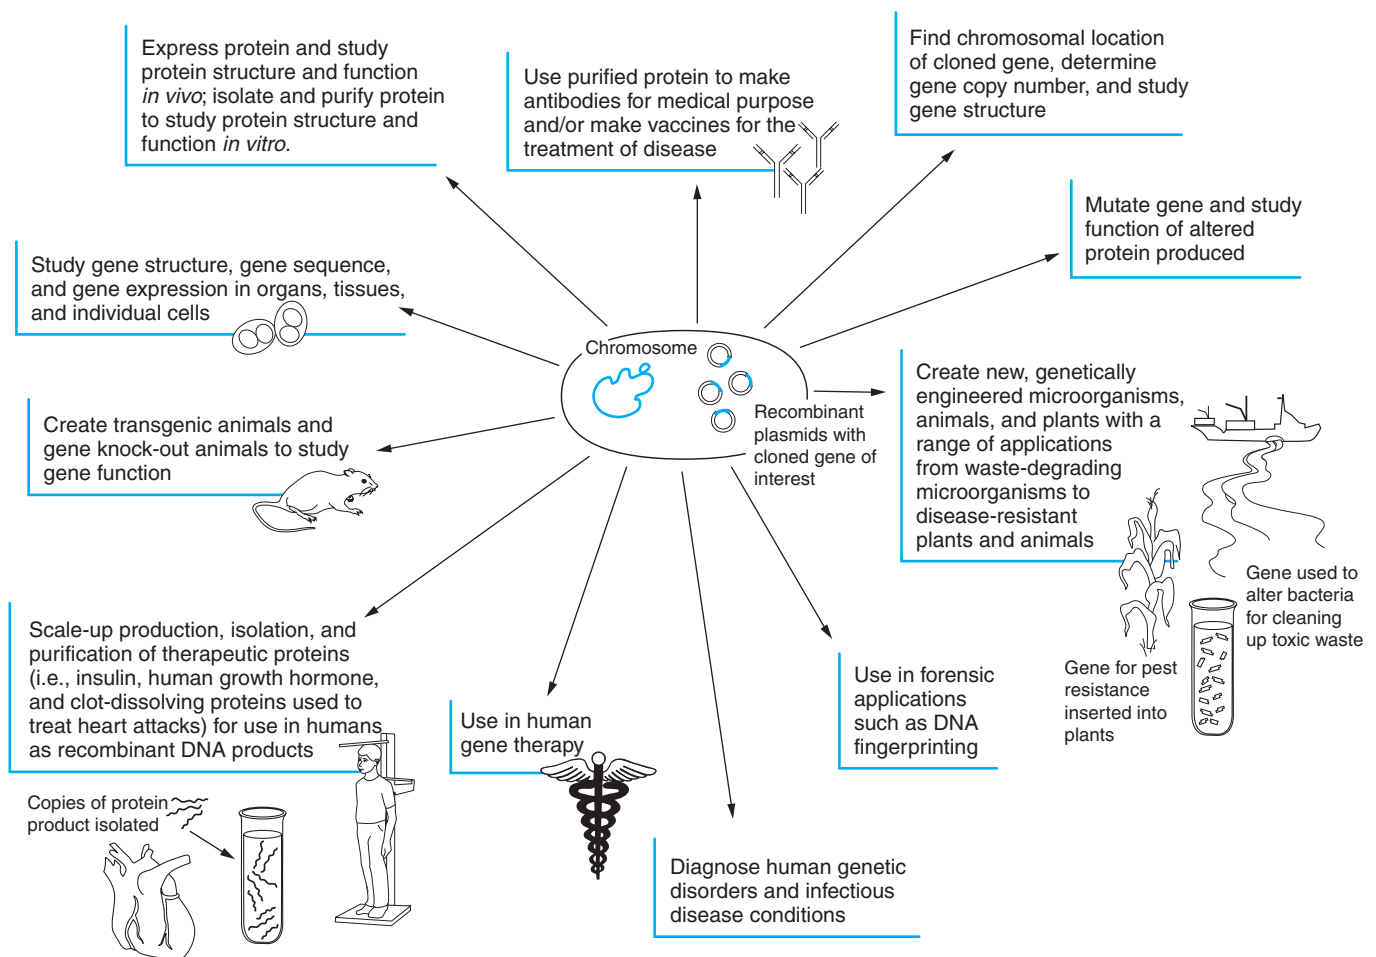 Express protein and study
protein structure and function
in vivo; isolate and purify protein
to study protein structure and
function in vitro.
Use purified protein to make
antibodies for medical purpose
and/or make vaccines for the
treatment of disease
Find chromosomal location
of cloned gene, determine
gene copy number, and study
gene structure
Mutate gene and study
function of altered
protein produced
Study gene structure, gene sequence,
and gene expression in organs, tissues,
and individual cells
Chromosome
Recombinant
plasmids with
cloned gene of
interest
Create new, genetically
engineered microorganisms,
animals, and plants with a
range of applications
from waste-degrading
microorganisms to
disease-resistant
plants and animals
Create transgenic animals and
gene knock-out animals to study
gene function
Gene used to
alter bacteria
for cleaning
up toxic waste
Gene for pest
resistance
inserted into
plants
Scale-up production, isolation, and
purification of therapeutic proteins
(i.e., insulin, human growth hormone,
and clot-dissolving proteins used to
treat heart attacks) for use in humans
as recombinant DNA products
Copies of protein
product isolated
Use in human
gene therapy
Use in forensic
applications
such as DNA
fingerprinting
Diagnose human genetic
disorders and infectious
disease conditions